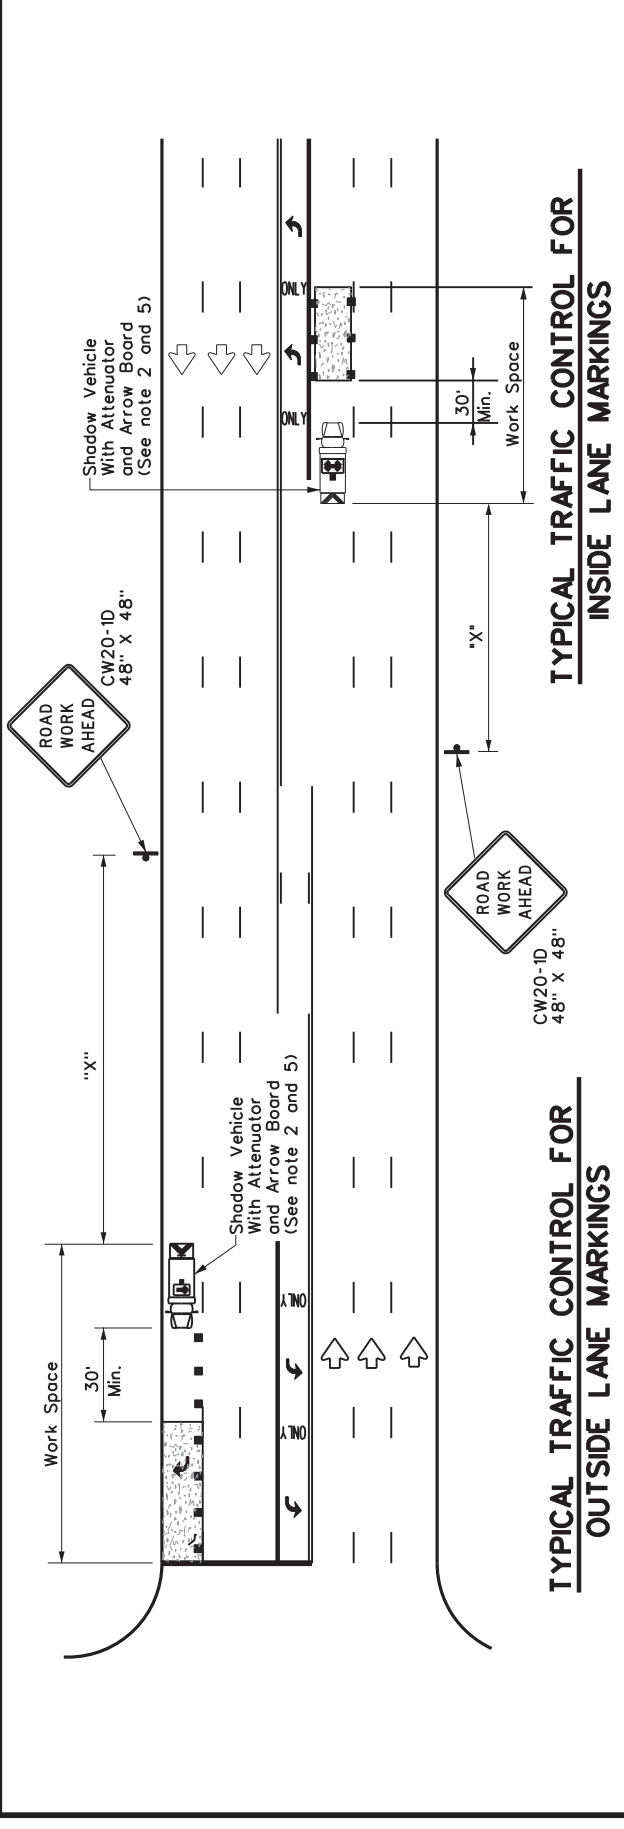 Shadow Vehicle
With Attenuator
and Arrow Board
(See note 2 and 5)
CW20-1D
48" X 48"
ROAD
WORK
AHEAD
"X"
Work Space
30'
Min.
Shadow Vehicle
With Attenuator
and Arrow Board
(See note 2 and 5)
ONLY
ONLY
ONLY
ONLY
30'
Min.
Work Space
"X"
ROAD
WORK
AHEAD
CW20-1D
48" X 48"
TYPICAL TRAFFIC CONTROL FOR
OUTSIDE LANE MARKINGS
TYPICAL TRAFFIC CONTROL FOR
INSIDE LANE MARKINGS